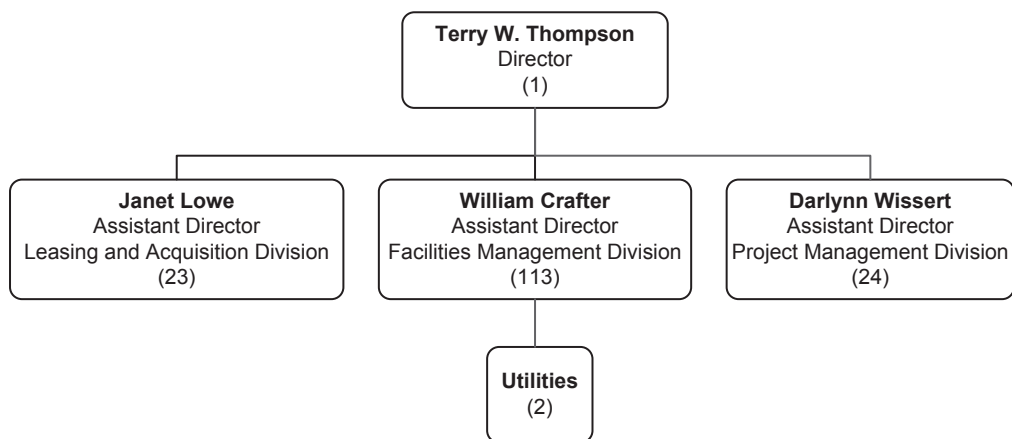 Terry W. Thompson
Director
(1)
Janet Lowe
Assistant Director
Leasing and Acquisition Division
(23)
William Crafter
Assistant Director
Facilities Management Division
(113)
Darlynn Wissert
Assistant Director
Project Management Division
(24)
Utilities
(2)